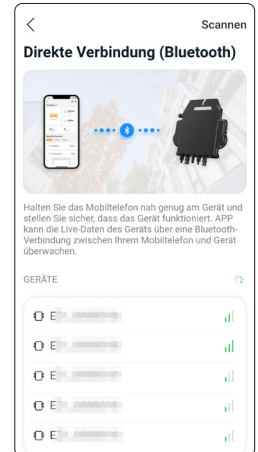 Scannen
Direkte Verbindung (Bluetooth)
Halten Sie das Mobiltelefon nah genug am Gerät und
stellen Sie sicher, dass das Gerät funktioniert. APP
kann die Live-Daten des Geräts über eine Bluetooth-
Verbindung zwischen Ihrem Mobiltelefon und Gerät
überwachen.
GERÄTE